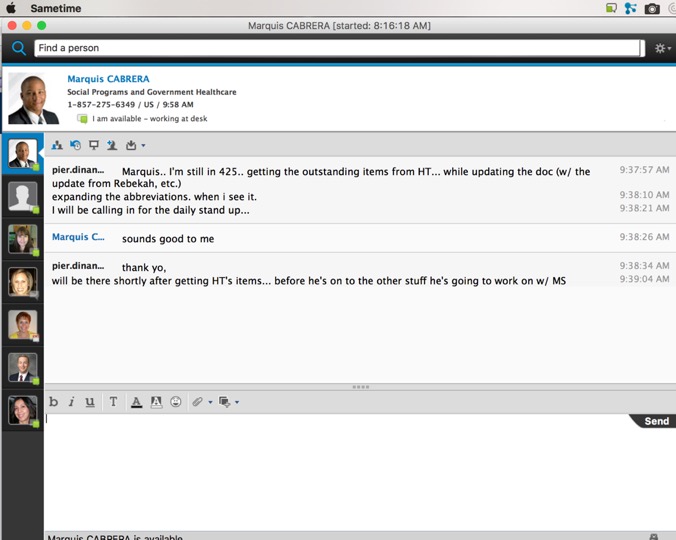 Sametime
Marquis CABRERA [started: 8:16:18 AM]
Find a person
Marquis CABRERA
Social Programs and Government Healthcare
1-857-275-6349 / US / 9:58 AM
I am available ~ working at desk
pier.dinan... Marquis.. I'm still in 425.. getting the outstanding items from HT... while updating the doc (w/ the 9:37:57 AM
update from Rebekah, etc.)
expanding the abbreviations. when i see it. 9:38:10 AM
I will be calling in for the daily stand up... 9:38:21 AM
Marquis C... sounds good to me 9:38:26 AM
pier.dinan... thank yo, 9:38:34 AM
will be there shortly after getting HT's items... before he's on to the other stuff he's going to work on w/ MS 9:39:04 AM
b i u T A A
Send
Marquis CABRERA is available